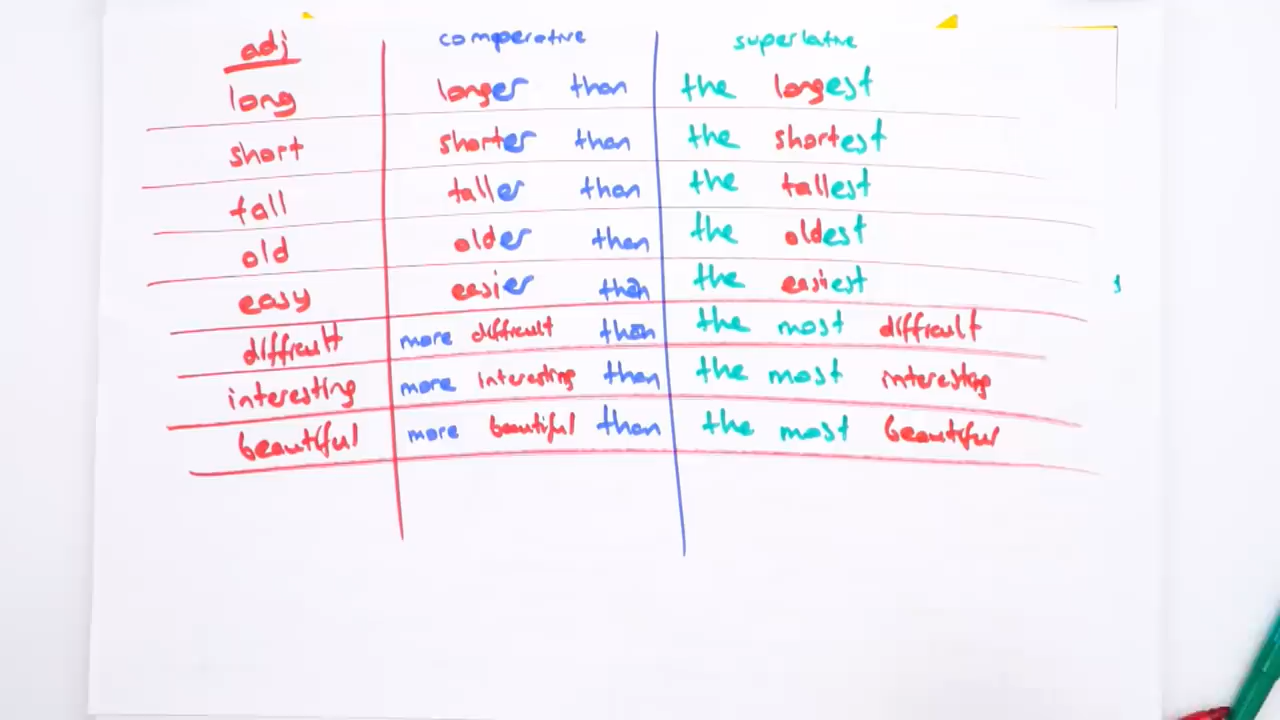 adj comperative superlative
long longer than the longest
short shorter than the shortest
tall taller than the tallest
old older than the oldest
easy easier than the easiest
difficult more difficult than the most difficult
interesting more interesting than the most interesting
beautiful more beautiful than the most beautiful